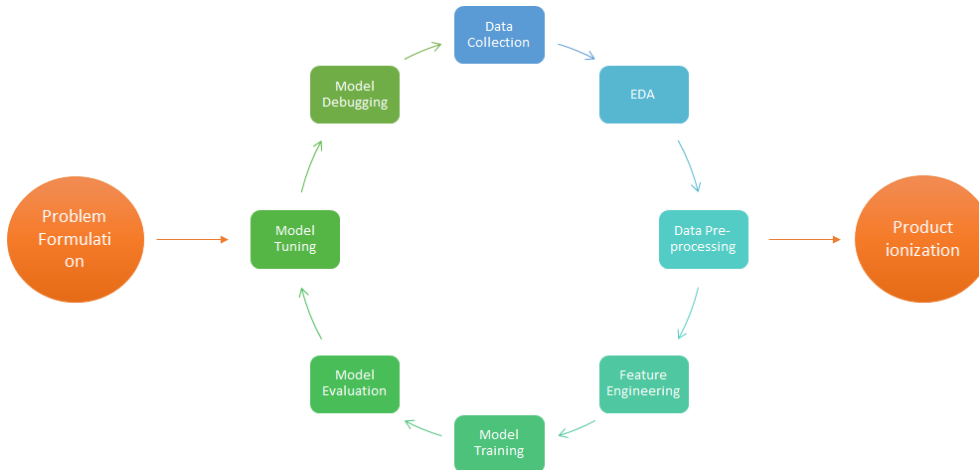 Data
Collection
Model
Debugging
EDA
Problem
Formulati
on
Model
Tuning
Data Pre-
processing
Product
ionization
Model
Evaluation
Feature
Engineering
Model
Training